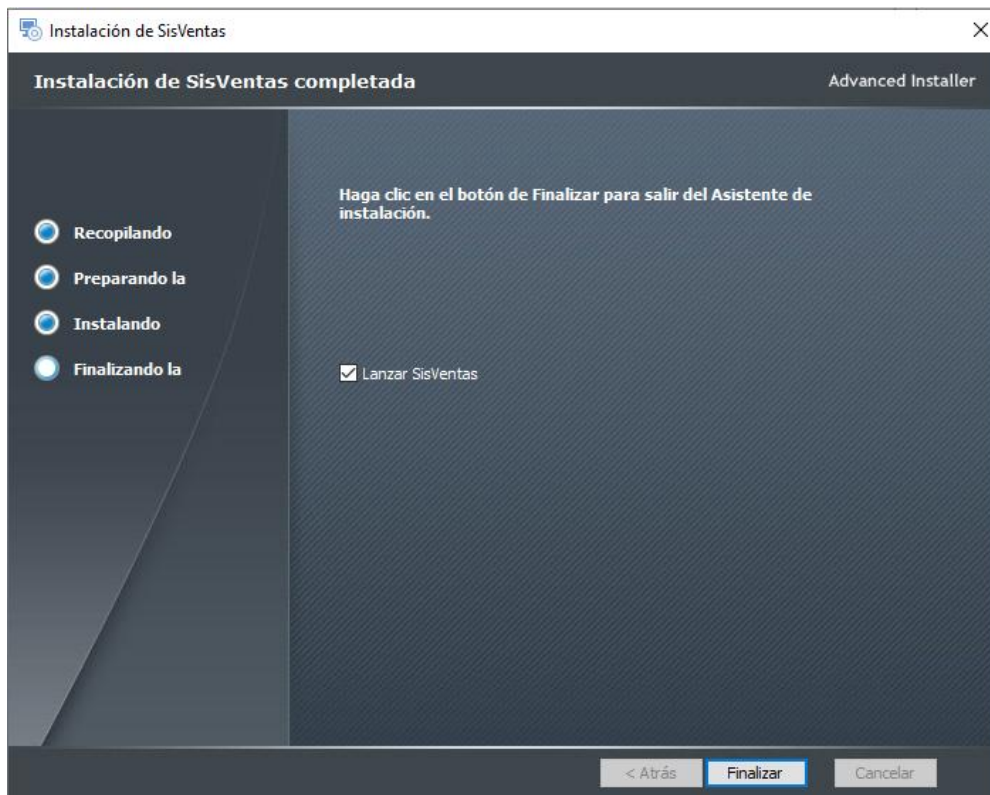 Instalación de SisVentas
Instalación de SisVentas completada
Advanced Installer
Haga clic en el botón de Finalizar para salir del Asistente de
instalación.
Recopilando
Preparando la
Instalando
Finalizando la
Lanzar SisVentas
< Atrás
Finalizar
Cancelar